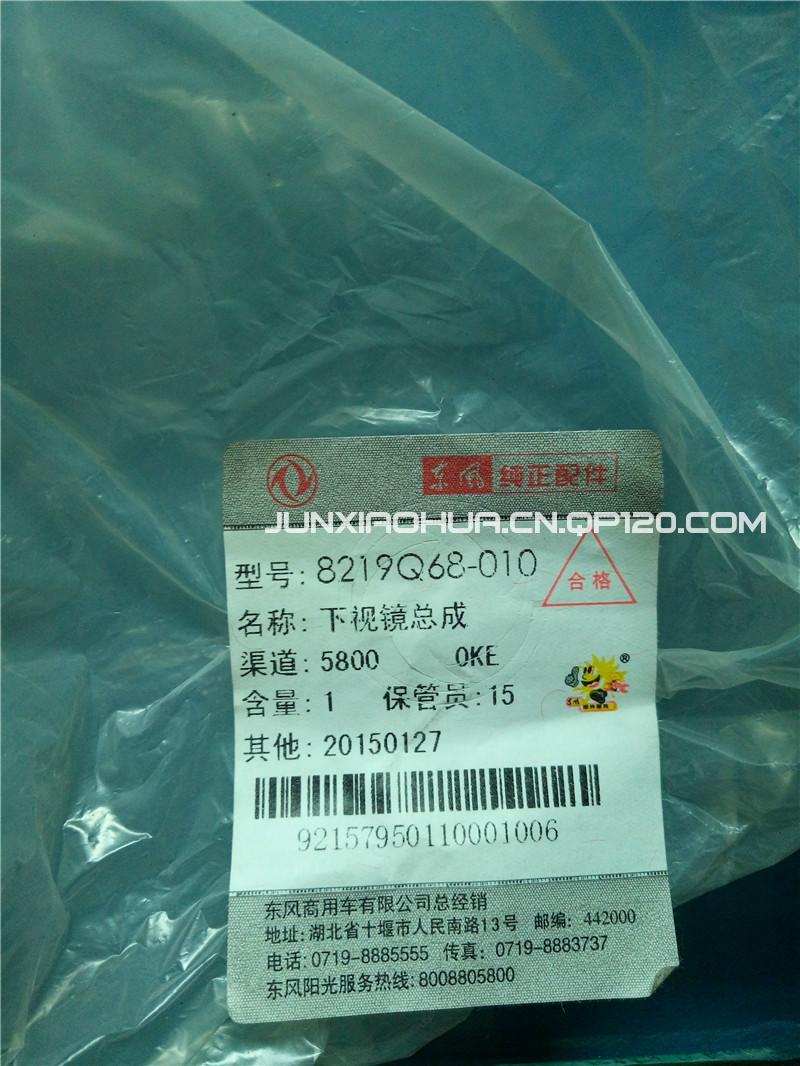 东风 纯正配件
JUNXIAOHUA.CN.QP120.COM
型号: 8219Q68-010
合格
名称: 下视镜总成
渠道: 5800 OKE
含量: 1 保管员: 15
®
其他: 20150127
92157950110001006
东风商用车有限公司总经销
地址: 湖北省十堰市人民南路13号 邮编: 442000
电话: 0719-8885555 传真: 0719-8883737
东风阳光服务热线: 8008805800